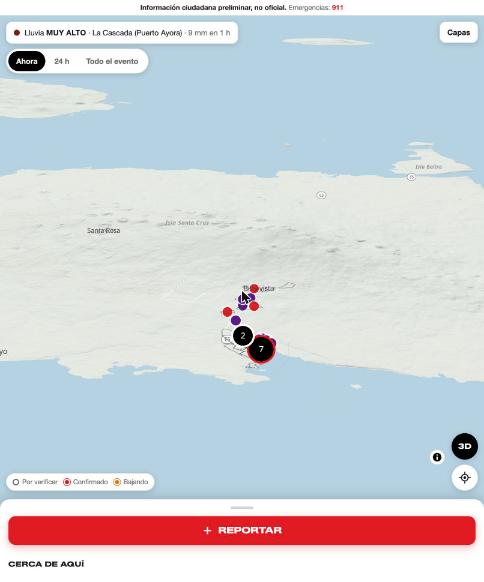 Información ciudadana preliminar, no oficial. Emergencias: 911
Lluvia MUY ALTO · La Cascada (Puerto Ayora) · 9 mm en 1 h
Capas
Ahora
24 h
Todo el evento
Isla Baltra
Isla Santa Cruz
Santa Rosa
2
7
3D
Por verificar
Confirmado
Bajando
+ REPORTAR
CERCA DE AQUÍ